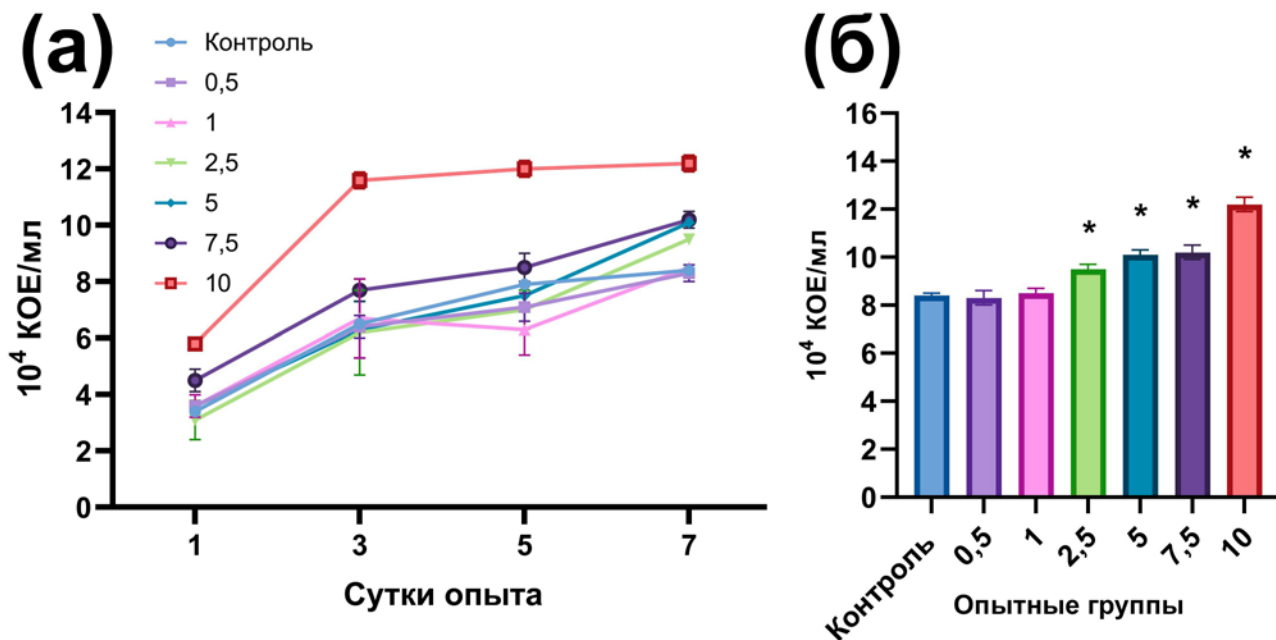 (а)
Контроль
0,5
1
2,5
5
7,5
10
14
12
10
8
6
4
2
0
10⁴ КОЕ/мл
1 3 5 7
Сутки опыта
(б)
16
14
12
10
8
6
4
2
0
10⁴ КОЕ/мл
* * * *
Контроль 0,5 1 2,5 5 7,5 10
Опытные группы